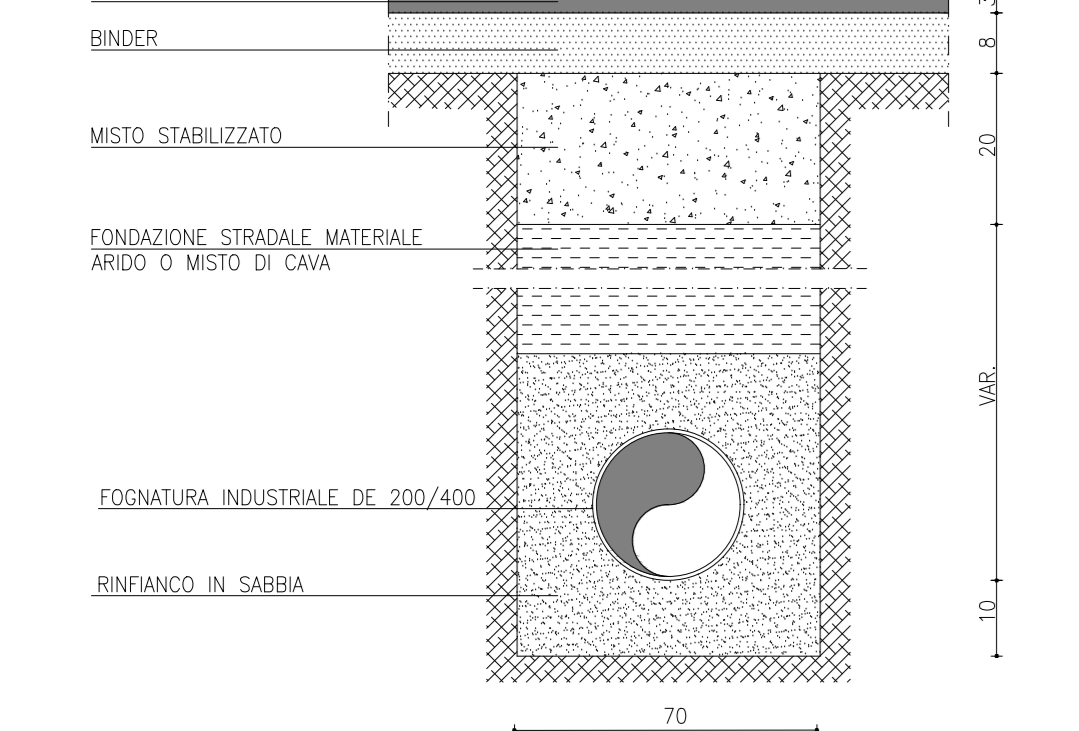 BINDER
8
MISTO STABILIZZATO
20
FONDAZIONE STRADALE MATERIALE
ARIDO O MISTO DI CAVA
VAR.
FOGNATURA INDUSTRIALE DE 200/400
RINFIANCO IN SABBIA
10
70